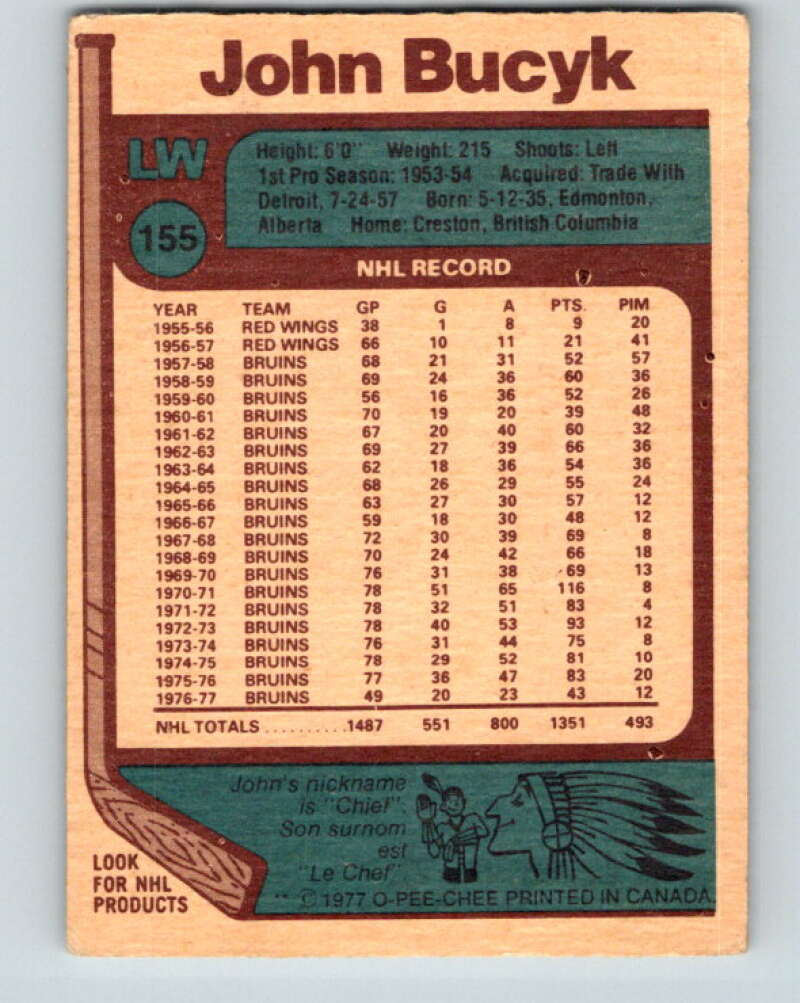 John Bucyk
LW
155
Height: 6'0" Weight: 215 Shoots: Left
1st Pro Season: 1953-54 Acquired: Trade With
Detroit, 7-24-57 Born: 5-12-35, Edmonton,
Alberta Home: Creston, British Columbia
NHL RECORD
YEAR TEAM GP G A PTS. PIM
1955-56 RED WINGS 38 1 8 9 20
1956-57 RED WINGS 66 10 11 21 41
1957-58 BRUINS 68 21 31 52 57
1958-59 BRUINS 69 24 36 60 36
1959-60 BRUINS 56 16 36 52 26
1960-61 BRUINS 70 19 20 39 48
1961-62 BRUINS 67 20 40 60 32
1962-63 BRUINS 69 27 39 66 36
1963-64 BRUINS 62 18 36 54 36
1964-65 BRUINS 68 26 29 55 24
1965-66 BRUINS 63 27 30 57 12
1966-67 BRUINS 59 18 30 48 12
1967-68 BRUINS 72 30 39 69 8
1968-69 BRUINS 70 24 42 66 18
1969-70 BRUINS 76 31 38 69 13
1970-71 BRUINS 78 51 65 116 8
1971-72 BRUINS 78 32 51 83 4
1972-73 BRUINS 78 40 53 93 12
1973-74 BRUINS 76 31 44 75 8
1974-75 BRUINS 78 29 52 81 10
1975-76 BRUINS 77 36 47 83 20
1976-77 BRUINS 49 20 23 43 12
NHL TOTALS ..........1487 551 800 1351 493
John's nickname
is "Chief".
Son surnom
est
"Le Chef"
LOOK
FOR NHL
PRODUCTS
** © 1977 O-PEE-CHEE PRINTED IN CANADA.